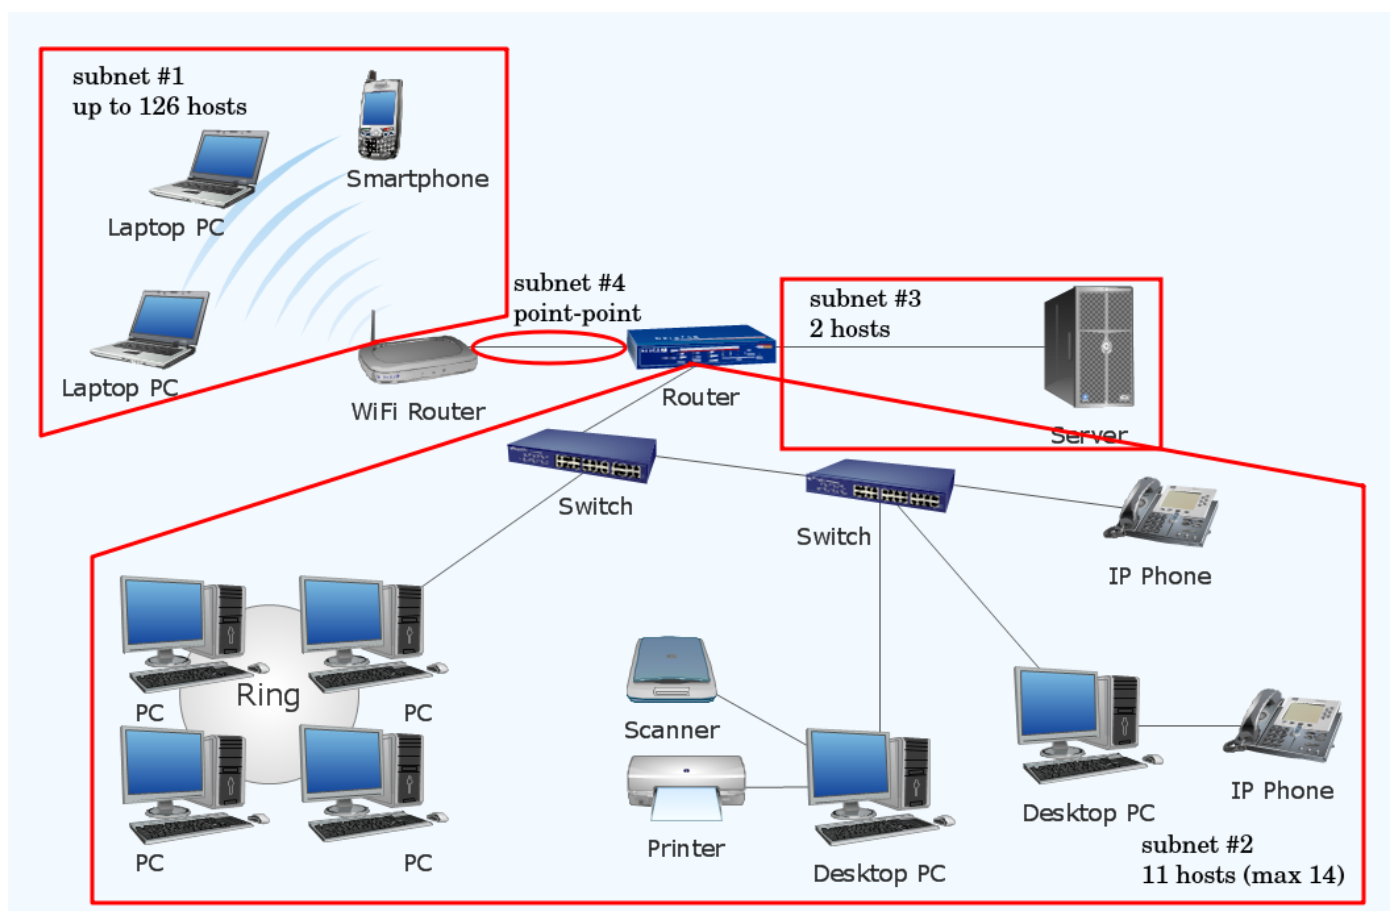 subnet #1
up to 126 hosts
Smartphone
Laptop PC
Laptop PC
WiFi Router
subnet #4
point-point
Router
subnet #3
2 hosts
Server
Switch
Switch
IP Phone
Ring
PC
PC
PC
PC
Scanner
Printer
Desktop PC
Desktop PC
IP Phone
subnet #2
11 hosts (max 14)